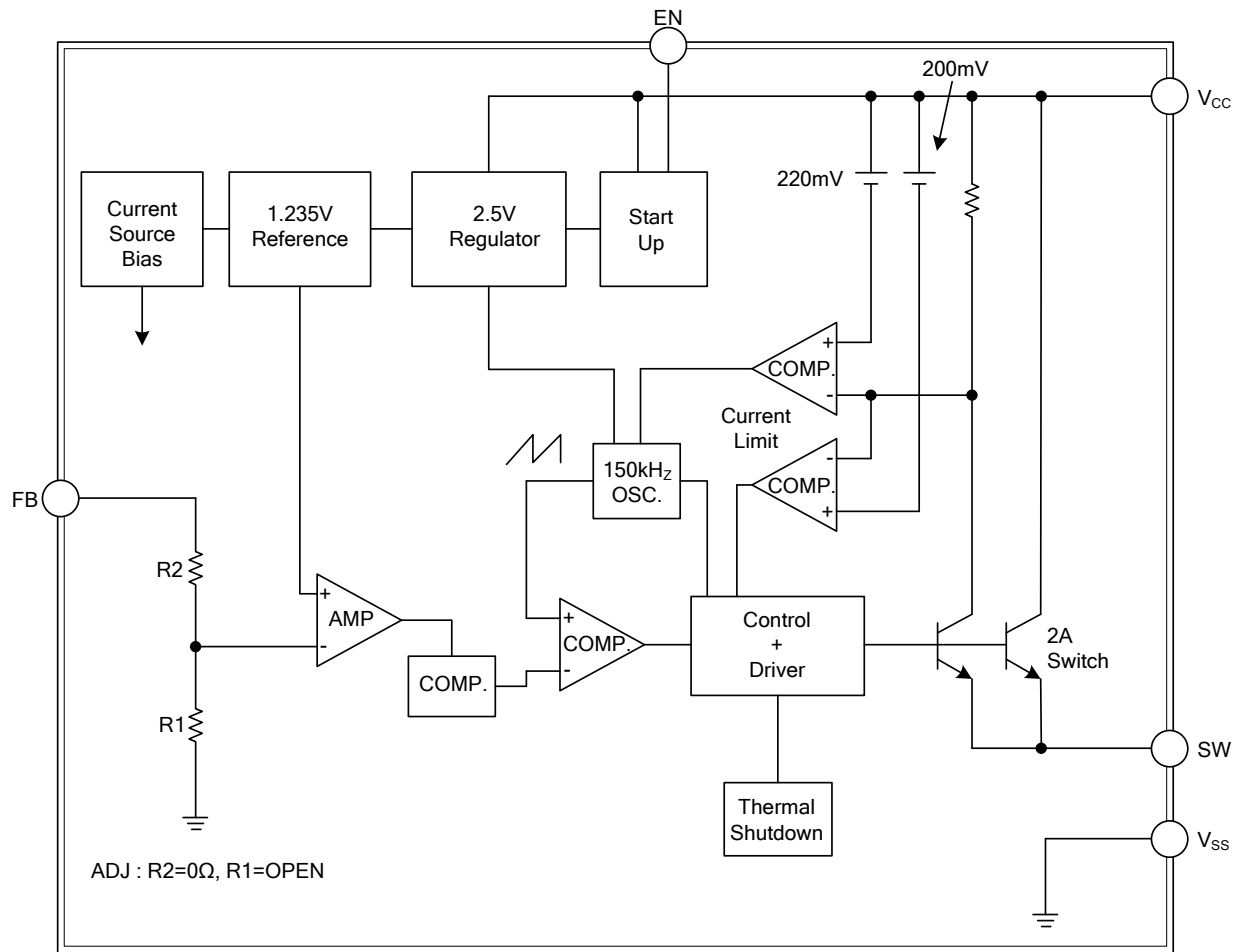 EN
200mV
VCC
220mV
Current
Source
Bias
1.235V
Reference
2.5V
Regulator
Start
Up
+
COMP.
-
Current
Limit
-
COMP.
+
150kHZ
OSC.
FB
R2
+
AMP
-
COMP.
+
COMP.
-
Control
+
Driver
2A
Switch
R1
SW
Thermal
Shutdown
VSS
ADJ : R2=0Ω, R1=OPEN